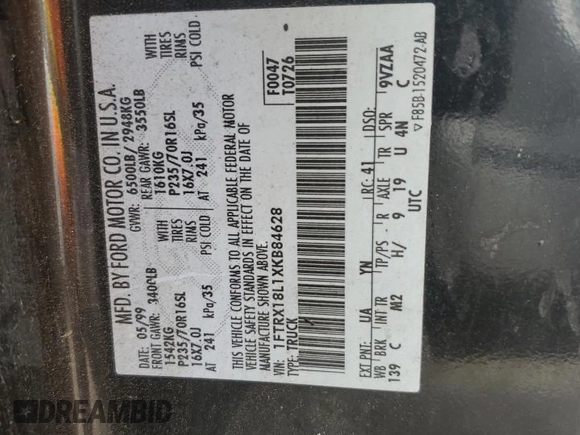 MFD. BY FORD MOTOR CO. IN U.S.A.
DATE: 05/99 GVWR: 6500LB/ 2948KG
FRONT GAWR: 3400LB REAR GAWR: 3550LB
1542KG 1610KG WITH
P235/70R16SL P235/70R16SL TIRES
16X7.0J 16X7.0J RIMS
AT 241 kPa/35 AT 241 kPa/35 PSI COLD
WITH
TIRES
RIMS
PSI COLD
THIS VEHICLE CONFORMS TO ALL APPLICABLE FEDERAL MOTOR
VEHICLE SAFETY STANDARDS IN EFFECT ON THE DATE OF
MANUFACTURE SHOWN ABOVE.
VIN: 1FTRX18L1XKB84628
TYPE: TRUCK
F0047
T0726
EXT PNT: UA YN RC: 41 DSO:
WB BRK INT TR TP/PS R AXLE TR SPR 9VZAA
139 C M2 H/ 9 19 U 4N C
UTC
▽ F85B-1520472-AB
DREAMBID